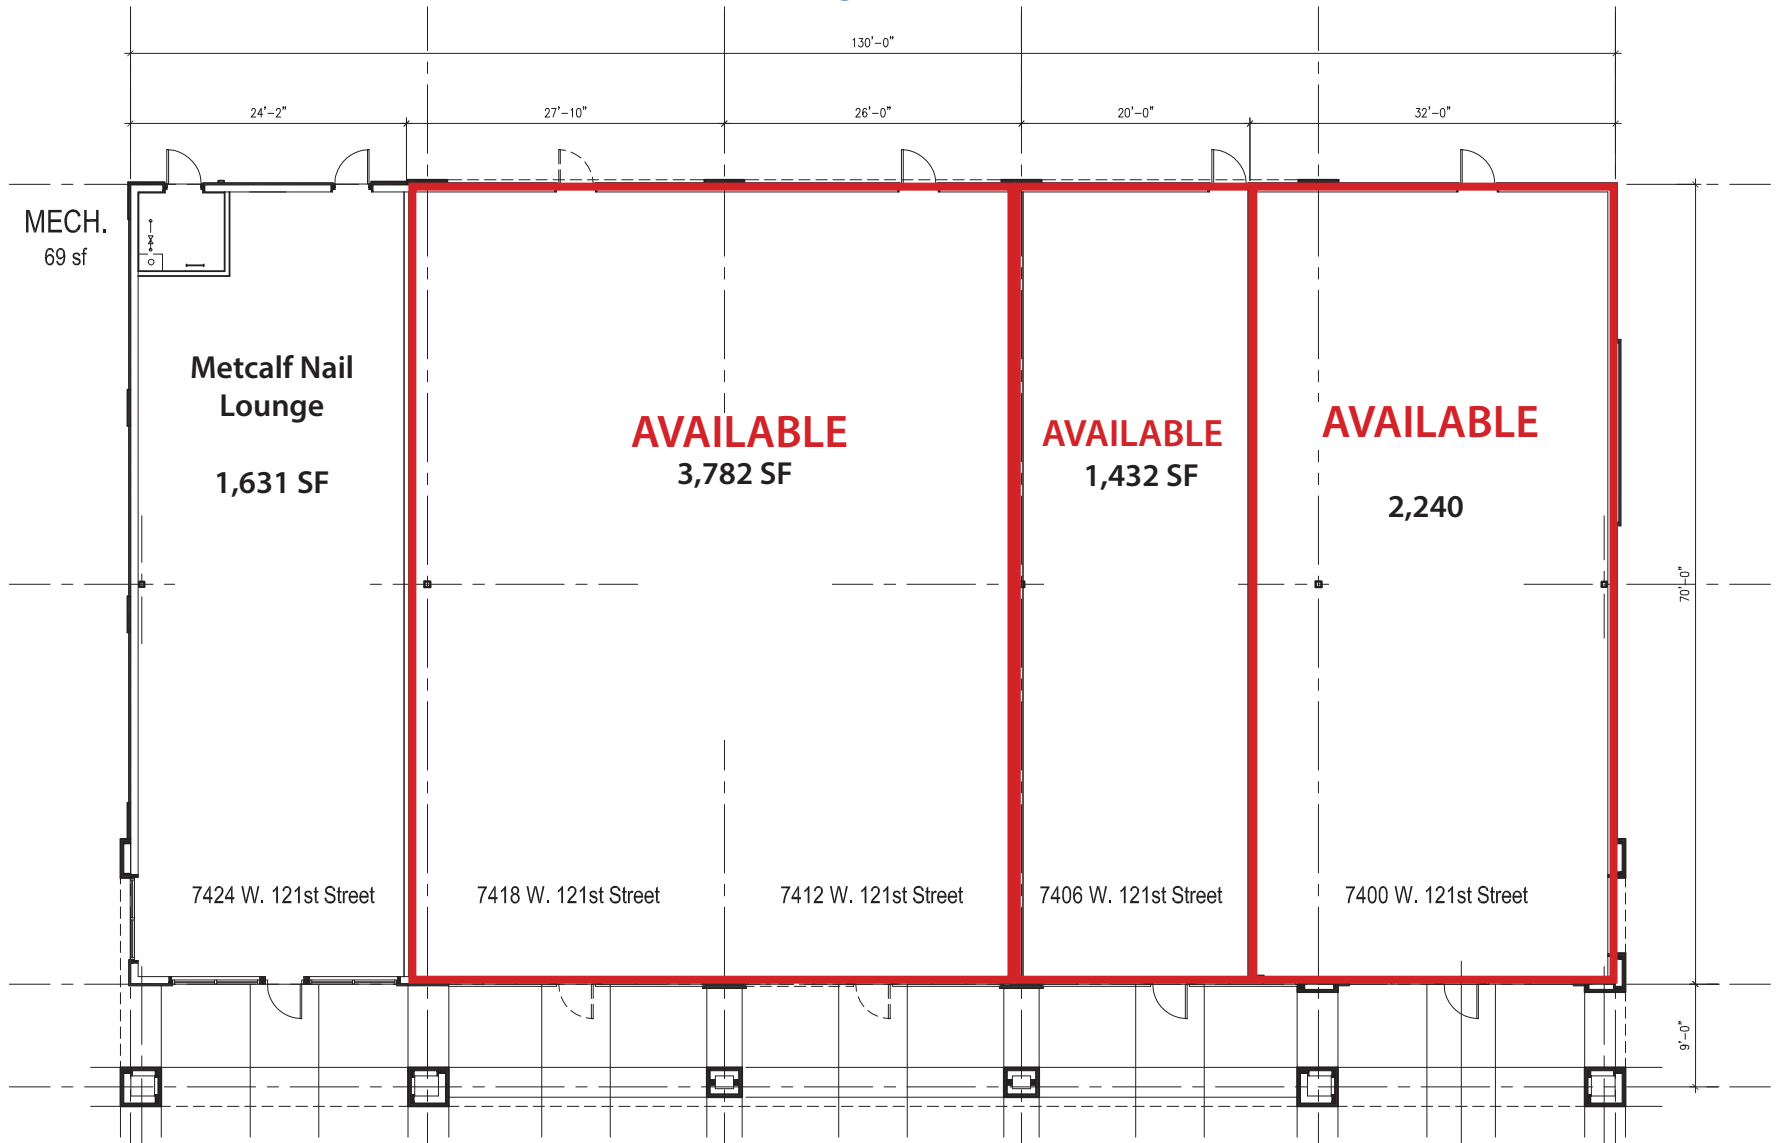 130'-0"
24'-2"
27'-10"
26'-0"
20'-0"
32'-0"
MECH.
69 sf
Metcalf Nail
Lounge
1,631 SF
AVAILABLE
3,782 SF
AVAILABLE
1,432 SF
AVAILABLE
2,240
70'-0"
7424 W. 121st Street
7418 W. 121st Street
7412 W. 121st Street
7406 W. 121st Street
7400 W. 121st Street
9'-0"